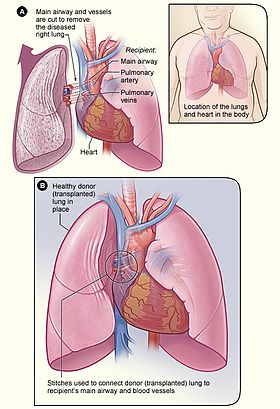 A
Main airway and vessels
are cut to remove
the diseased
right lung
Recipient:
Main airway
Pulmonary
artery
Pulmonary
veins
Heart
Location of the lungs
and heart in the body
B
Healthy donor
(transplanted)
lung in
place
Stitches used to connect donor (transplanted) lung to
recipient's main airway and blood vessels